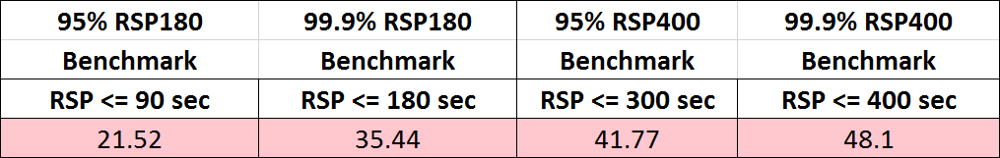 95% RSP180 99.9% RSP180 95% RSP400 99.9% RSP400
Benchmark Benchmark Benchmark Benchmark
RSP <= 90 sec RSP <= 180 sec RSP <= 300 sec RSP <= 400 sec
21.52 35.44 41.77 48.1